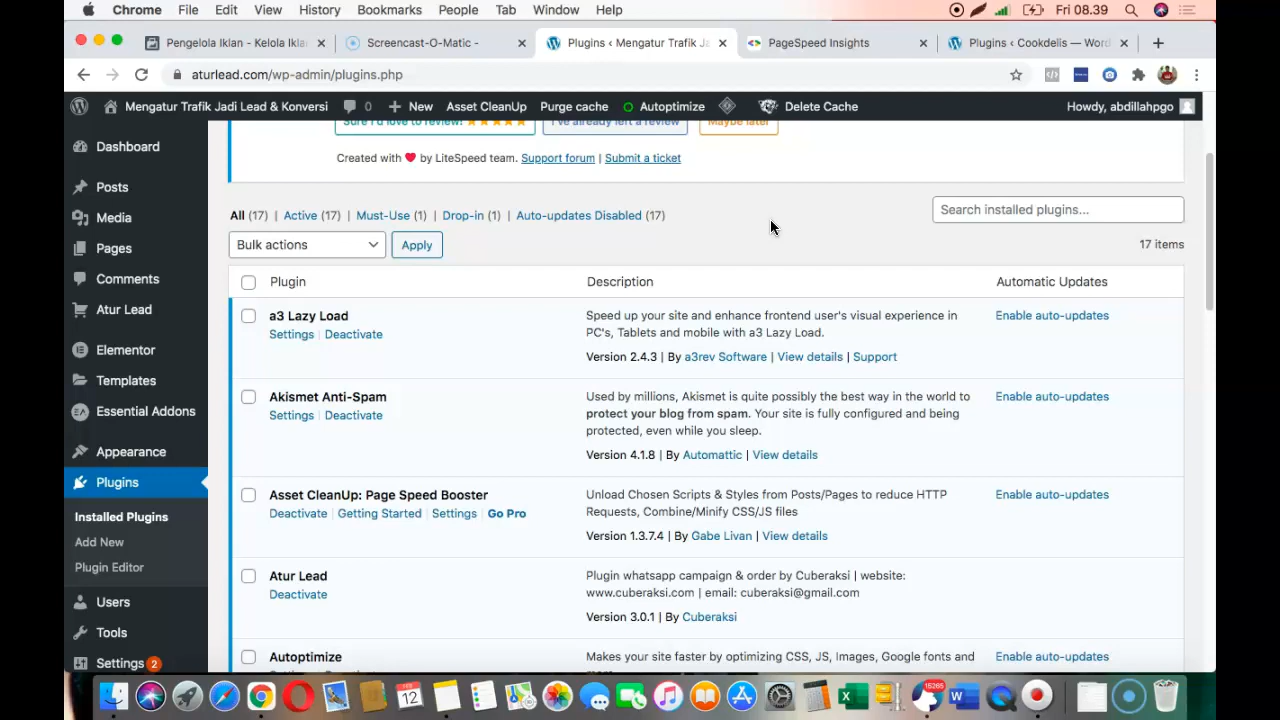 Chrome File Edit View History Bookmarks People Tab Window Help Fri 08.39
Pengelola Iklan - Kelola Ikla × Screencast-O-Matic - × Plugins ‹ Mengatur Trafik Ja × PageSpeed Insights × Plugins ‹ Cookdelis — Word × +
aturlead.com/wp-admin/plugins.php
Mengatur Trafik Jadi Lead & Konversi 0 + New Asset CleanUp Purge cache Autoptimize Delete Cache Howdy, abdillahpgo
Sure I'd love to review! I've already left a review Maybe later
Created with ❤ by LiteSpeed team. Support forum | Submit a ticket
All (17) | Active (17) | Must-Use (1) | Drop-in (1) | Auto-updates Disabled (17)
Search installed plugins...
Bulk actions Apply 17 items
Plugin Description Automatic Updates
a3 Lazy Load
Settings | Deactivate
Speed up your site and enhance frontend user's visual experience in
PC's, Tablets and mobile with a3 Lazy Load.
Version 2.4.3 | By a3rev Software | View details | Support
Enable auto-updates
Akismet Anti-Spam
Settings | Deactivate
Used by millions, Akismet is quite possibly the best way in the world to
protect your blog from spam. Your site is fully configured and being
protected, even while you sleep.
Version 4.1.8 | By Automattic | View details
Enable auto-updates
Asset CleanUp: Page Speed Booster
Deactivate | Getting Started | Settings | Go Pro
Unload Chosen Scripts & Styles from Posts/Pages to reduce HTTP
Requests, Combine/Minify CSS/JS files
Version 1.3.7.4 | By Gabe Livan | View details
Enable auto-updates
Atur Lead
Deactivate
Plugin whatsapp campaign & order by Cuberaksi | website:
www.cuberaksi.com | email: cuberaksi@gmail.com
Version 3.0.1 | By Cuberaksi
Autoptimize
Makes your site faster by optimizing CSS, JS, Images, Google fonts and
Enable auto-updates
Dashboard
Posts
Media
Pages
Comments
Atur Lead
Elementor
Templates
Essential Addons
Appearance
Plugins
Installed Plugins
Add New
Plugin Editor
Users
Tools
Settings 2
12
15265